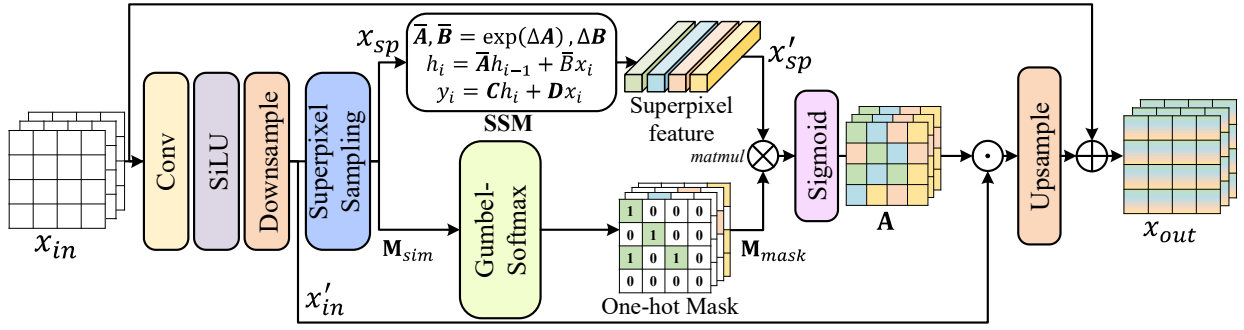 x_in
Conv
SiLU
Downsample
Superpixel
Sampling
x'_in
x_sp
M_sim
A̅, B̅ = exp(ΔA) , ΔB
h_i = A̅h_{i−1} + B̅x_i
y_i = Ch_i + Dx_i
SSM
Gumbel-
Softmax
Superpixel
feature
x'_sp
1 0 0 0
0 1 0 0
1 0 1 0
0 0 0 0
One-hot Mask
matmul
M_mask
Sigmoid
A
Upsample
x_out